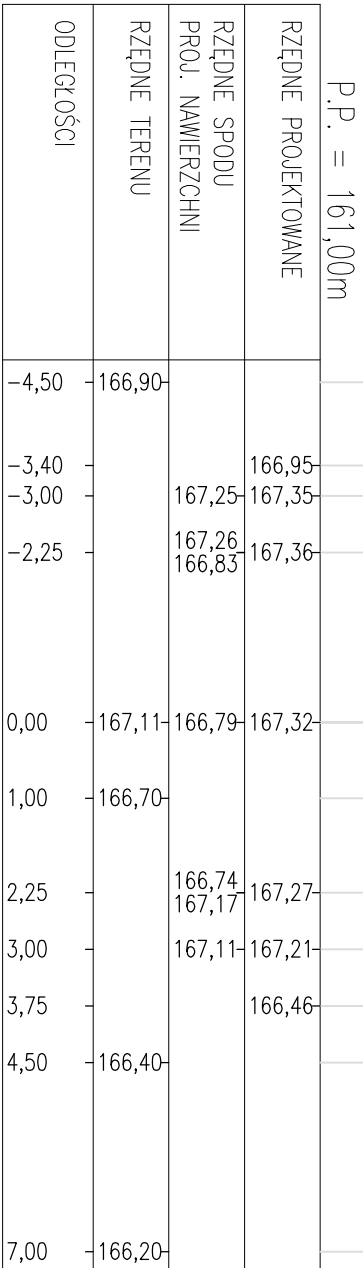 P.P. = 161,00m
RZĘDNE PROJEKTOWANE
RZĘDNE SPODU
PROJ. NAWIERZCHNI
RZĘDNE TERENU
ODLEGŁOŚCI
-4,50 166,90
-3,40 166,95
-3,00 167,25 167,35
167,26
-2,25 166,83 167,36
0,00 167,11 166,79 167,32
1,00 166,70
166,74
2,25 167,17 167,27
3,00 167,11 167,21
3,75 166,46
4,50 166,40
7,00 166,20